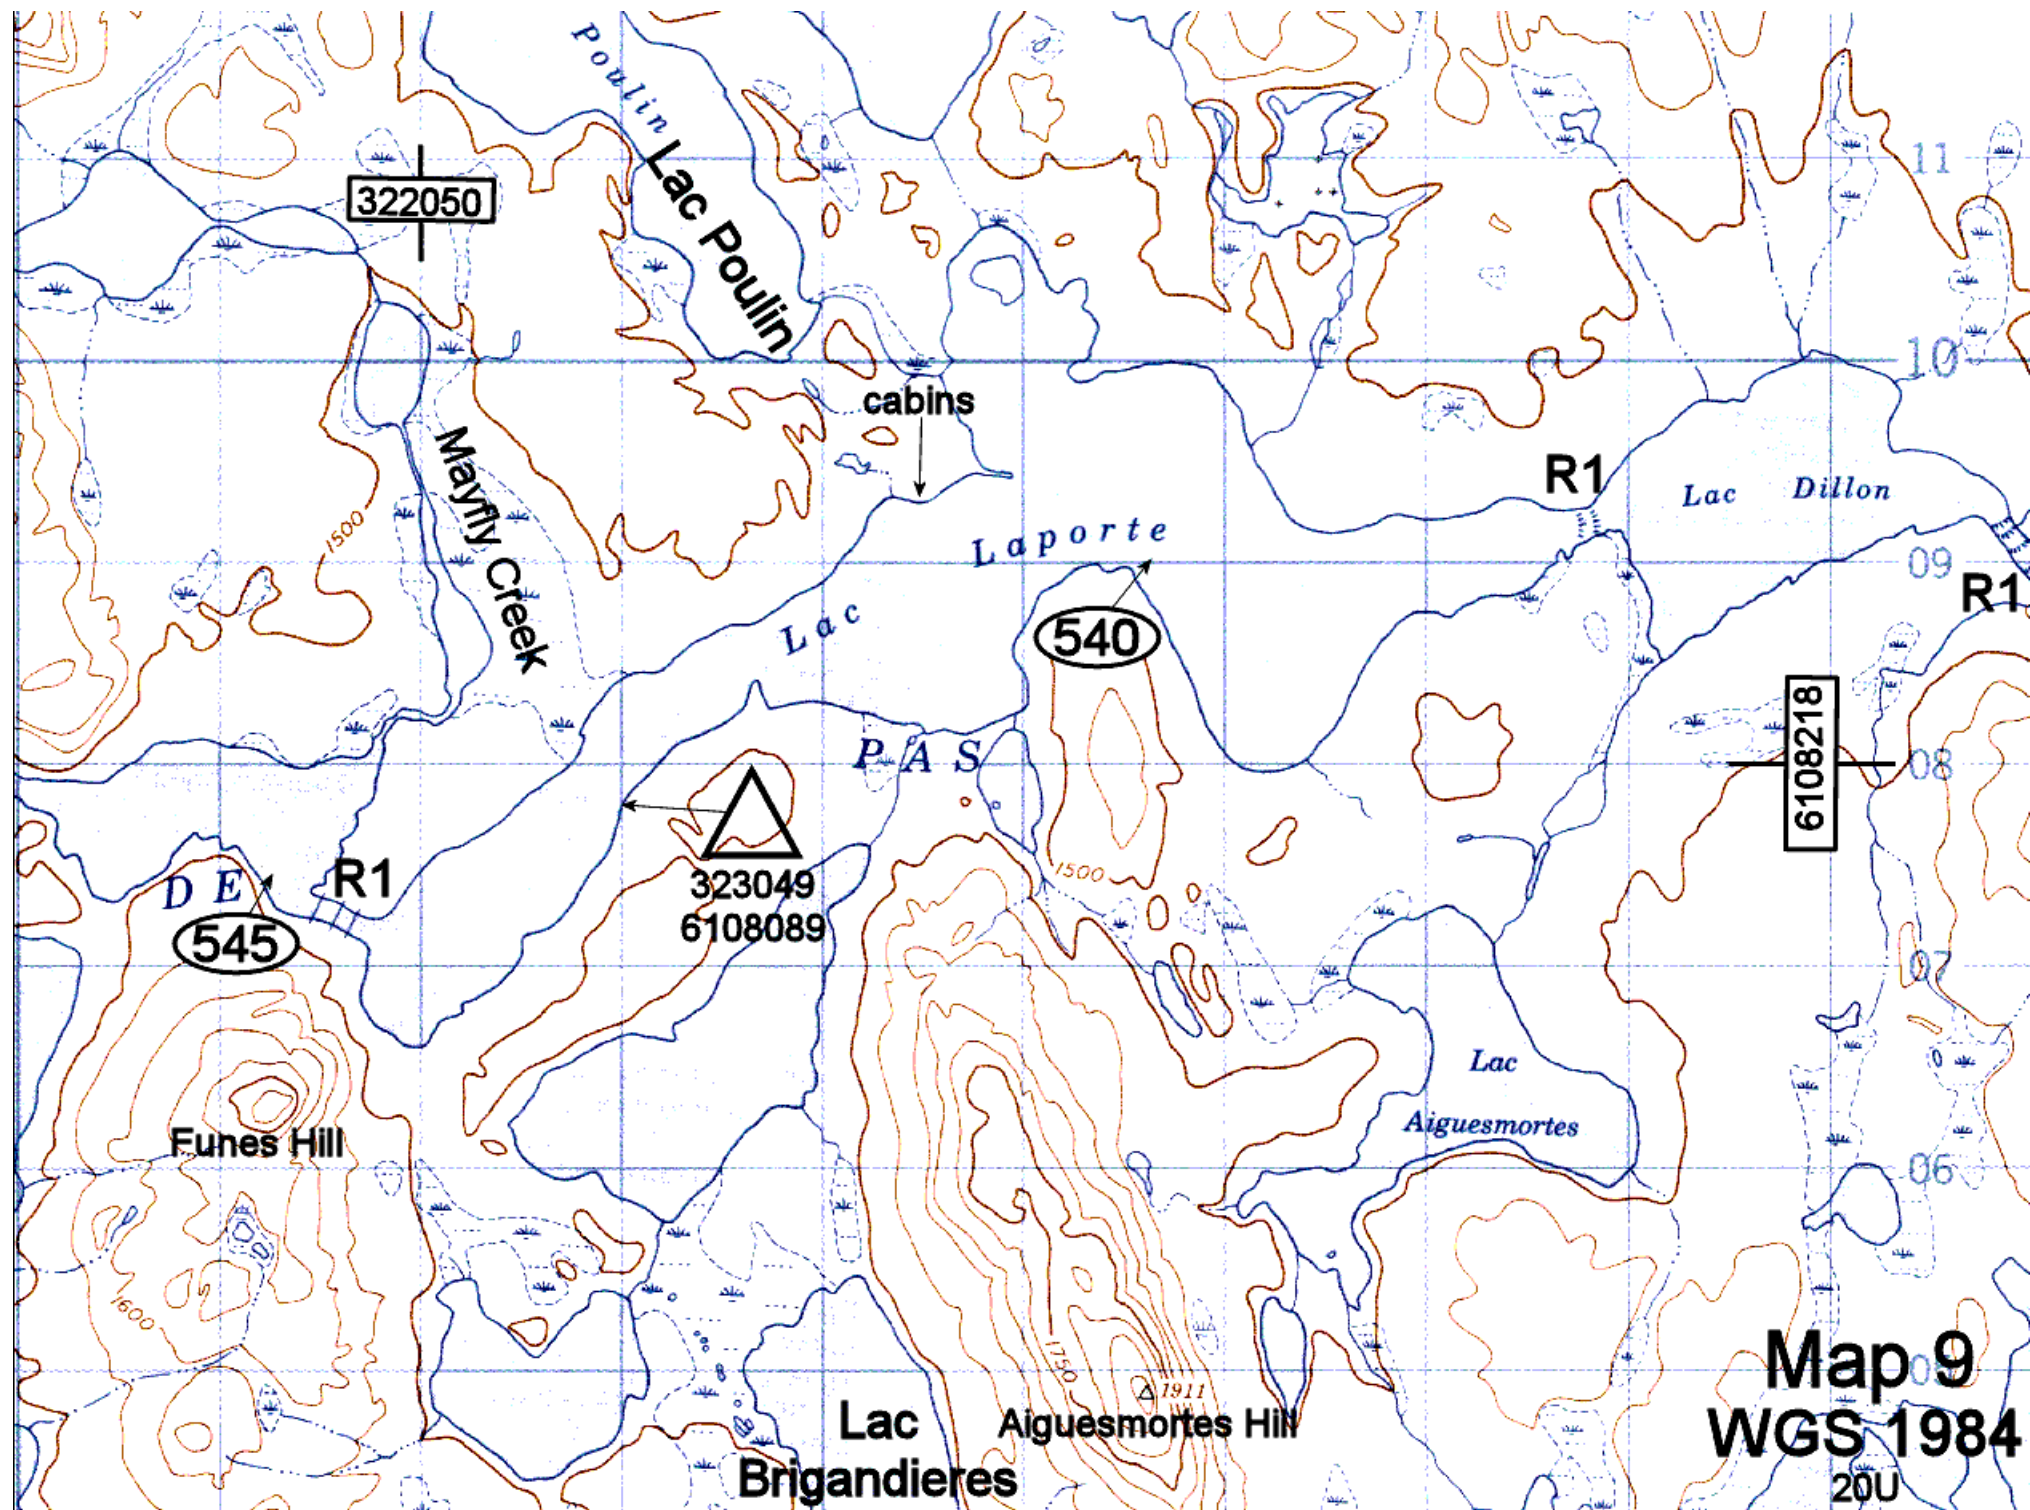 Poulin
Lac Poulin
11
322050
10
cabins
Mayfly Creek
1500
R1
Lac Dillon
Lac Laporte
09
R1
540
6108218
08
PAS
DE
R1
545
323049
6108089
1500
07
Lac
Aiguesmortes
Funes Hill
06
1600
1750
1911
Aiguesmortes Hill
Lac
Brigandieres
05
Map 9
WGS 1984
20U